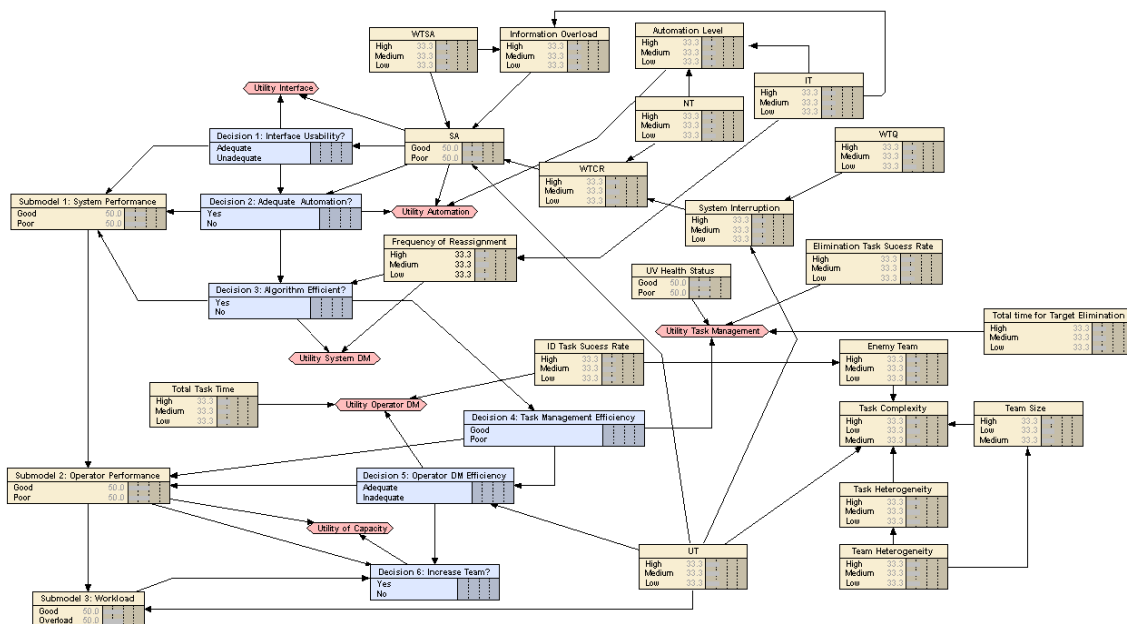 WTSA
High 33.3
Medium 33.3
Low 33.3
Information Overload
High 33.3
Medium 33.3
Low 33.3
Automation Level
High 33.3
Medium 33.3
Low 33.3
IT
High 33.3
Medium 33.3
Low 33.3
Utility Interface
NT
High 33.3
Medium 33.3
Low 33.3
Decision 1: Interface Usability?
Adequate
Unadequate
SA
Good 50.0
Poor 50.0
WTQ
High 33.3
Medium 33.3
Low 33.3
WTCR
High 33.3
Medium 33.3
Low 33.3
Submodel 1: System Performance
Good 50.0
Poor 50.0
Decision 2: Adequate Automation?
Yes
No
Utility Automation
System Interruption
High 33.3
Medium 33.3
Low 33.3
Frequency of Reassignment
High 33.3
Medium 33.3
Low 33.3
Elimination Task Sucess Rate
High 33.3
Medium 33.3
Low 33.3
UV Health Status
Good 50.0
Poor 50.0
Decision 3: Algorithm Efficient?
Yes
No
Total time for Target Elimination
High 33.3
Medium 33.3
Low 33.3
Utility Task Management
Utility System DM
ID Task Sucess Rate
High 33.3
Medium 33.3
Low 33.3
Enemy Team
High 33.3
Medium 33.3
Low 33.3
Total Task Time
High 33.3
Medium 33.3
Low 33.3
Utility Operator DM
Decision 4: Task Management Efficiency
Good
Poor
Task Complexity
High 33.3
Low 33.3
Medium 33.3
Team Size
High 33.3
Low 33.3
Medium 33.3
Submodel 2: Operator Performance
Good 50.0
Poor 50.0
Decision 5: Operator DM Efficiency
Adequate
Inadequate
Task Heterogeneity
High 33.3
Medium 33.3
Low 33.3
Utility of Capacity
UT
High 33.3
Medium 33.3
Low 33.3
Team Heterogeneity
High 33.3
Medium 33.3
Low 33.3
Decision 6: Increase Team?
Yes
No
Submodel 3: Workload
Good 50.0
Overload 50.0